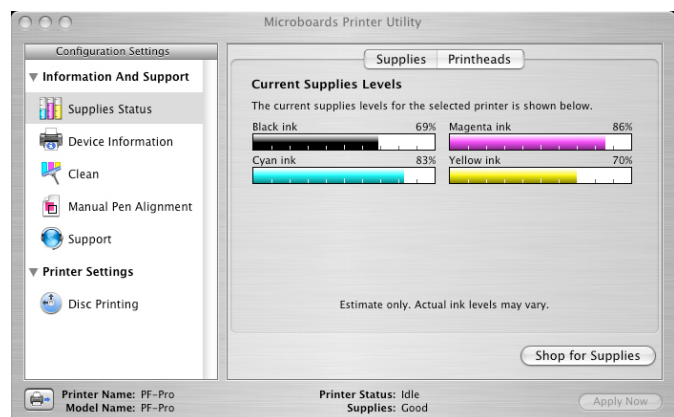 Microboards Printer Utility
Configuration Settings
Information And Support
Supplies Status
Device Information
Clean
Manual Pen Alignment
Support
Printer Settings
Disc Printing
Supplies
Printheads
Current Supplies Levels
The current supplies levels for the selected printer is shown below.
Black ink 69%
Magenta ink 86%
Cyan ink 83%
Yellow ink 70%
Estimate only. Actual ink levels may vary.
Shop for Supplies
Printer Name: PF-Pro
Model Name: PF-Pro
Printer Status: Idle
Supplies: Good
Apply Now